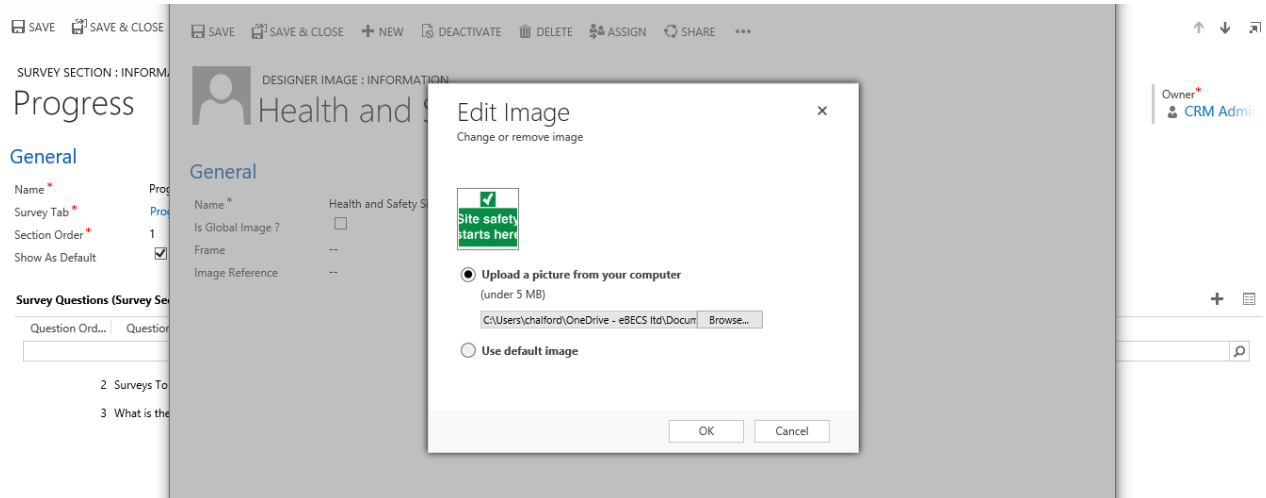 SAVE SAVE & CLOSE
SURVEY SECTION : INFORMA
Progress
General
Name *
Survey Tab *
Section Order * 1
Show As Default
Survey Questions (Survey Se
Question Ord...
2 Surveys To
3 What is the
SAVE SAVE & CLOSE NEW DEACTIVATE DELETE ASSIGN SHARE •••
DESIGNER IMAGE : INFORMATION
Health and S
General
Name * Health and Safety Si
Is Global Image ?
Frame --
Image Reference --
Edit Image
Change or remove image
Site safety
starts here
Upload a picture from your computer
(under 5 MB)
C:\Users\chalford\OneDrive - eBECS ltd\Docum Browse...
Use default image
OK Cancel
Owner*
CRM Admi